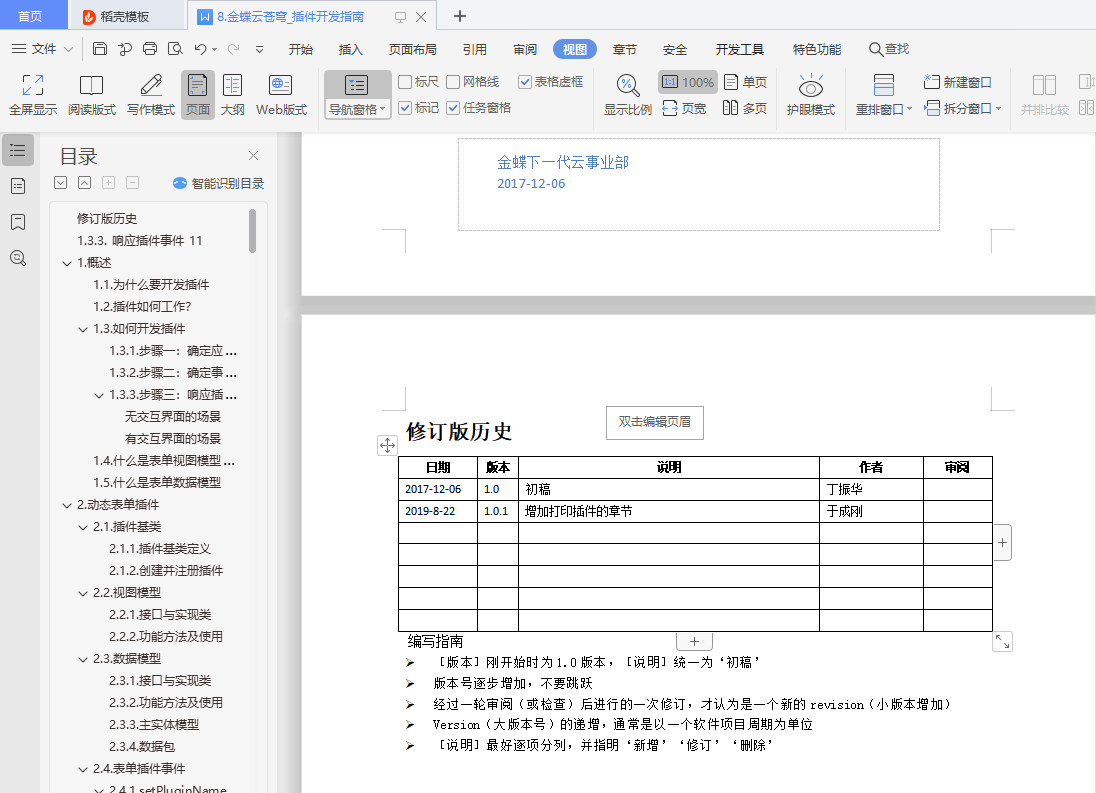 首页 稻壳模板 8.金蝶云苍穹_插件开发指南
文件 开始 插入 页面布局 引用 审阅 视图 章节 安全 开发工具 特色功能 查找
全屏显示 阅读版式 写作模式 页面 大纲 Web版式 导航窗格 标尺 网格线 表格虚框 标记 任务窗格 显示比例 1:1 100% 页宽 单页 多页 护眼模式 重排窗口 新建窗口 拆分窗口 并排比较
目录
智能识别目录
修订版历史
1.3.3. 响应插件事件 11
1.概述
1.1.为什么要开发插件
1.2.插件如何工作?
1.3.如何开发插件
1.3.1.步骤一：确定应 ...
1.3.2.步骤二：确定事 ...
1.3.3.步骤三：响应插 ...
无交互界面的场景
有交互界面的场景
1.4.什么是表单视图模型 ...
1.5.什么是表单数据模型
2.动态表单插件
2.1.插件基类
2.1.1.插件基类定义
2.1.2.创建并注册插件
2.2.视图模型
2.2.1.接口与实现类
2.2.2.功能方法及使用
2.3.数据模型
2.3.1.接口与实现类
2.3.2.功能方法及使用
2.3.3.主实体模型
2.3.4.数据包
2.4.表单插件事件
2.4.1.setPluginName
金蝶下一代云事业部
2017-12-06
双击编辑页眉
修订版历史
日期 版本 说明 作者 审阅
2017-12-06 1.0 初稿 丁振华
2019-8-22 1.0.1 增加打印插件的章节 于成刚
编写指南
➢ [版本]刚开始时为1.0版本，[说明]统一为‘初稿’
➢ 版本号逐步增加，不要跳跃
➢ 经过一轮审阅（或检查）后进行的一次修订，才认为是一个新的revision（小版本增加）
➢ Version（大版本号）的递增，通常是以一个软件项目周期为单位
➢ [说明]最好逐项分列，并指明‘新增’‘修订’‘删除’